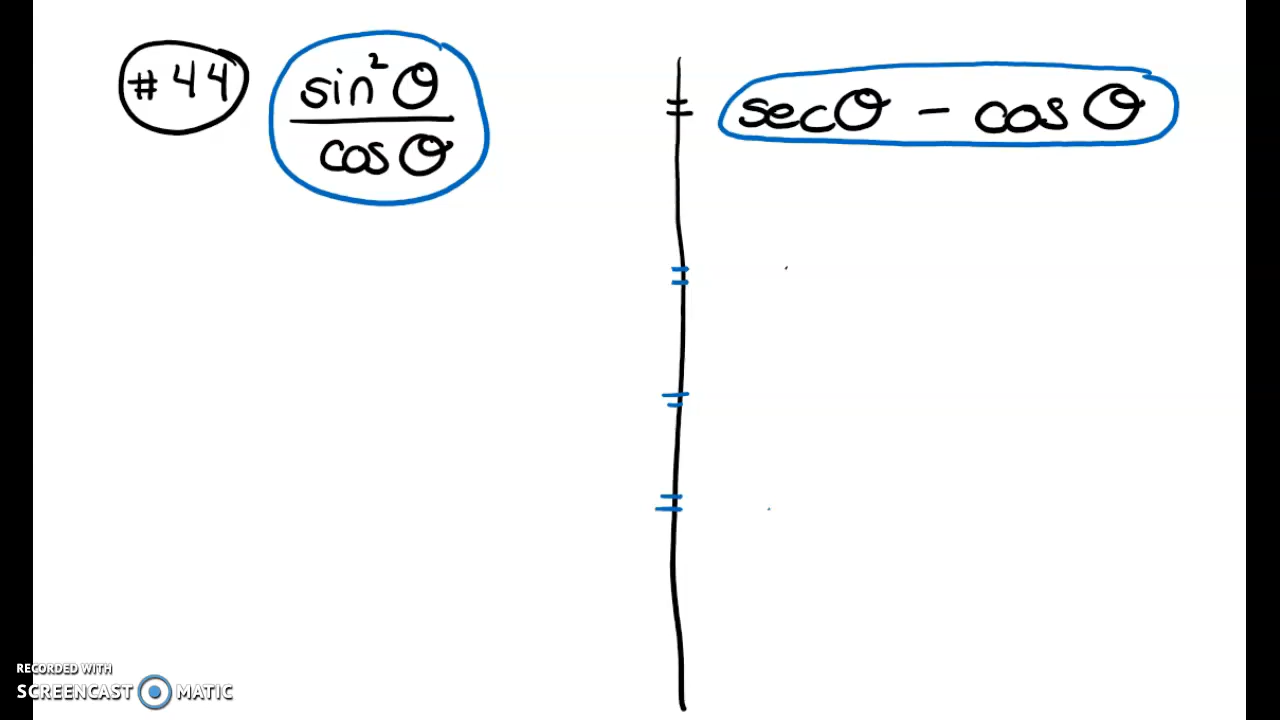 #44 sin²θ = secθ - cosθ
cosθ
=
=
=
RECORDED WITH
SCREENCAST MATIC